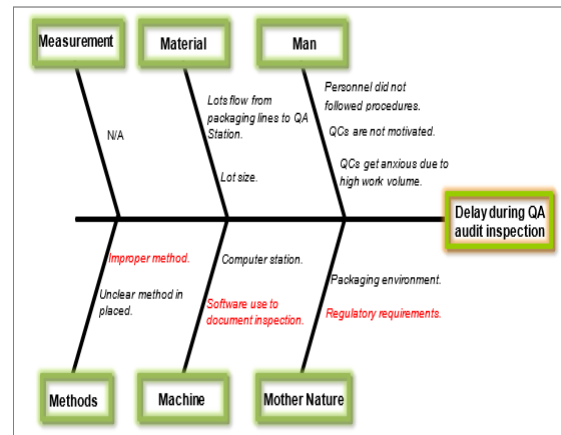 Measurement
Material
Man
N/A
Lots flow from
packaging lines to QA
Station.
Lot size.
Personnel did not
followed procedures.
QCs are not motivated.
QCs get anxious due to
high work volume.
Delay during QA
audit inspection
Improper method.
Unclear method in
placed.
Computer station.
Software use to
document inspection.
Packaging environment.
Regulatory requirements.
Methods
Machine
Mother Nature